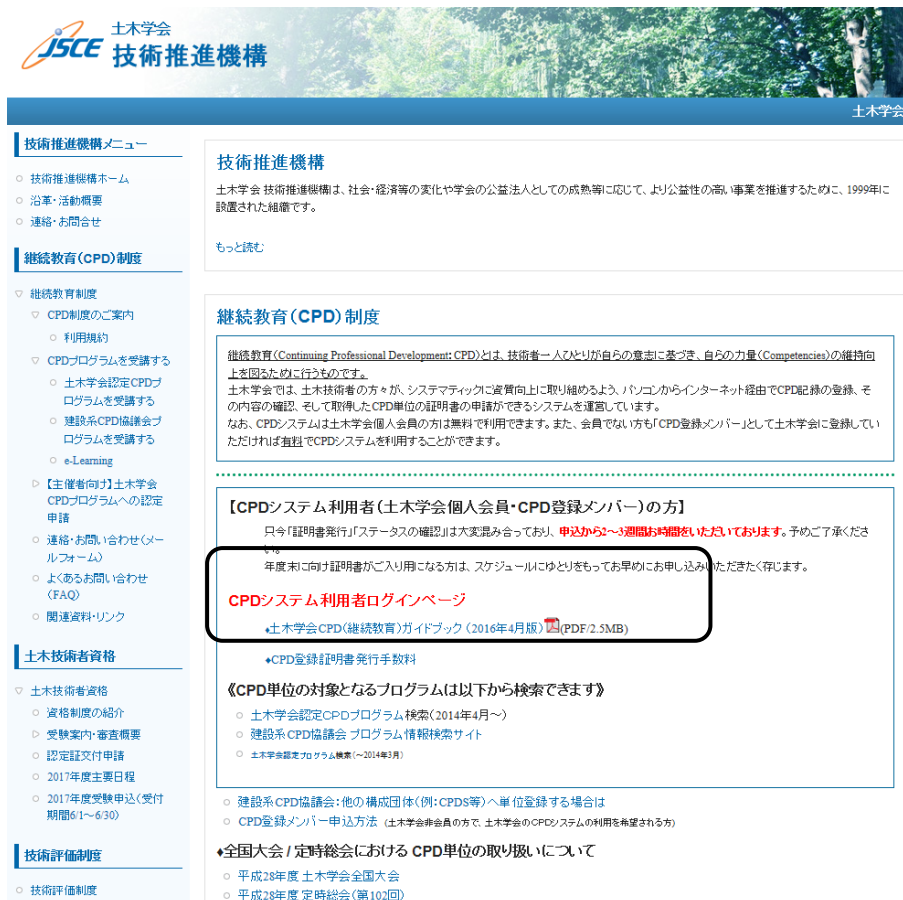 JSCE 土木学会
技術推進機構
土木学会
技術推進機構メニュー
技術推進機構ホーム
沿革・活動概要
連絡・お問合せ
継続教育(CPD)制度
継続教育制度
CPD制度のご案内
利用規約
CPDプログラムを受講する
土木学会認定CPDプ
ログラムを受講する
建設系CPD協議会プ
ログラムを受講する
e-Learning
【主催者向け】土木学会
CPDプログラムへの認定
申請
連絡・お問い合わせ(メー
ルフォーム)
よくあるお問い合わせ
(FAQ)
関連資料・リンク
土木技術者資格
土木技術者資格
資格制度の紹介
受験案内・審査概要
認定証交付申請
2017年度主要日程
2017年度受験申込(受付
期間6/1~6/30)
技術評価制度
技術評価制度
技術推進機構
土木学会 技術推進機構は、社会・経済等の変化や学会の公益法人としての成熟等に応じて、より公益性の高い事業を推進するために、1999年に
設置された組織です。
もっと読む
継続教育(CPD)制度
継続教育(Continuing Professional Development: CPD)とは、技術者一人ひとりが自らの意志に基づき、自らの力量(Competencies)の維持向
上を図るために行うものです。
土木学会では、土木技術者の方々が、システマティックに資質向上に取り組めるよう、パソコンからインターネット経由でCPD記録の登録、そ
の内容の確認、そして取得したCPD単位の証明書の申請ができるシステムを運営しています。
なお、CPDシステムは土木学会個人会員の方は無料で利用できます。また、会員でない方も「CPD登録メンバー」として土木学会に登録してい
ただければ有料でCPDシステムを利用することができます。
【CPDシステム利用者(土木学会個人会員・CPD登録メンバー)の方】
只今「証明書発行」「ステータスの確認」は大変混み合っており、申込から2~3週間お時間をいただいております。予めご了承くださ
い。
年度末に向け証明書がご入り用になる方は、スケジュールにゆとりをもってお早めにお申し込みいただきたく存じます。
CPDシステム利用者ログインページ
♦土木学会CPD(継続教育)ガイドブック (2016年4月版) (PDF/2.5MB)
♦CPD登録証明書発行手数料
《CPD単位の対象となるプログラムは以下から検索できます》
土木学会認定CPDプログラム検索(2014年4月~)
建設系CPD協議会 プログラム情報検索サイト
土木学会認定プログラム検索(~2014年3月)
建設系CPD協議会:他の構成団体(例:CPDS等)へ単位登録する場合は
CPD登録メンバー申込方法 (土木学会非会員の方で、土木学会のCPDシステムの利用を希望される方)
♦全国大会 / 定時総会における CPD単位の取り扱いについて
平成28年度 土木学会全国大会
平成28年度 定時総会(第102回)